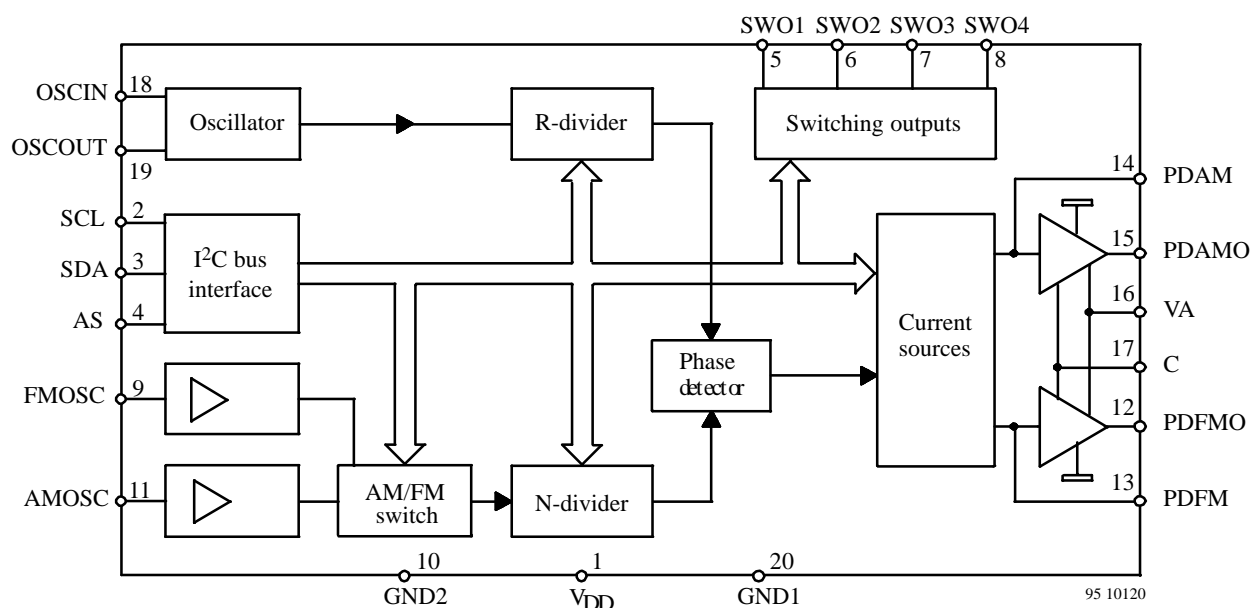 SWO1 SWO2 SWO3 SWO4
5 6 7 8
OSCIN 18
Oscillator
R-divider
Switching outputs
OSCOUT
19
14 PDAM
SCL 2
SDA 3
I²C bus
interface
AS 4
15 PDAMO
16 VA
Current
sources
17 C
Phase
detector
FMOSC 9
12 PDFMO
AMOSC 11
AM/FM
switch
N-divider
13 PDFM
10 1 20
GND2 VDD GND1
95 10120